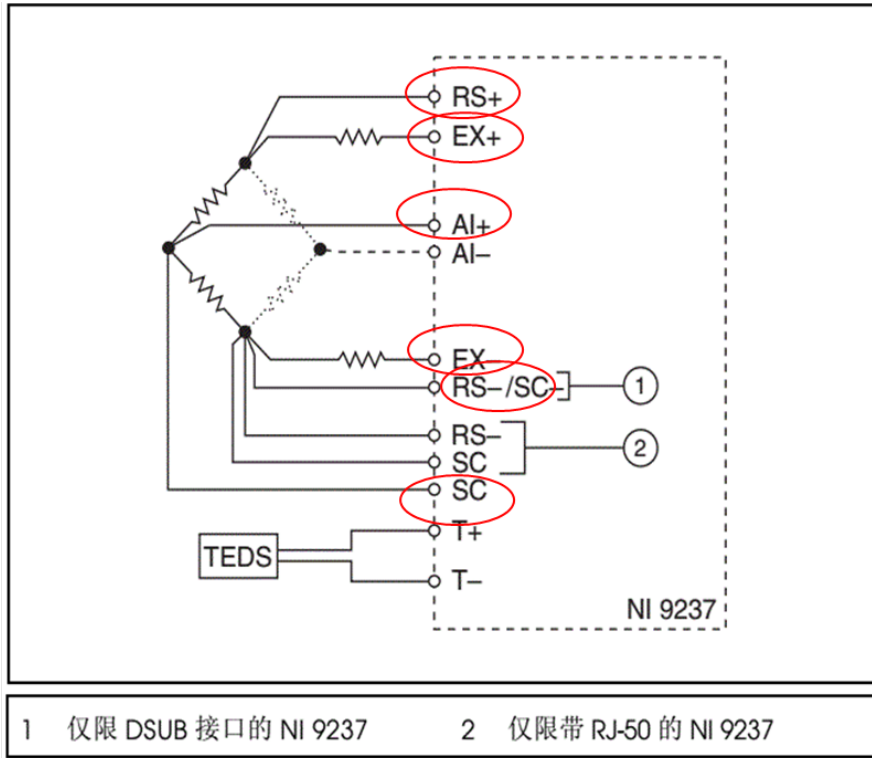 RS+
EX+
AI+
AI–
EX–
RS–/SC–
1
RS–
2
SC
SC
T+
TEDS
T–
NI 9237
1 仅限 DSUB 接口的 NI 9237 2 仅限带 RJ-50 的 NI 9237